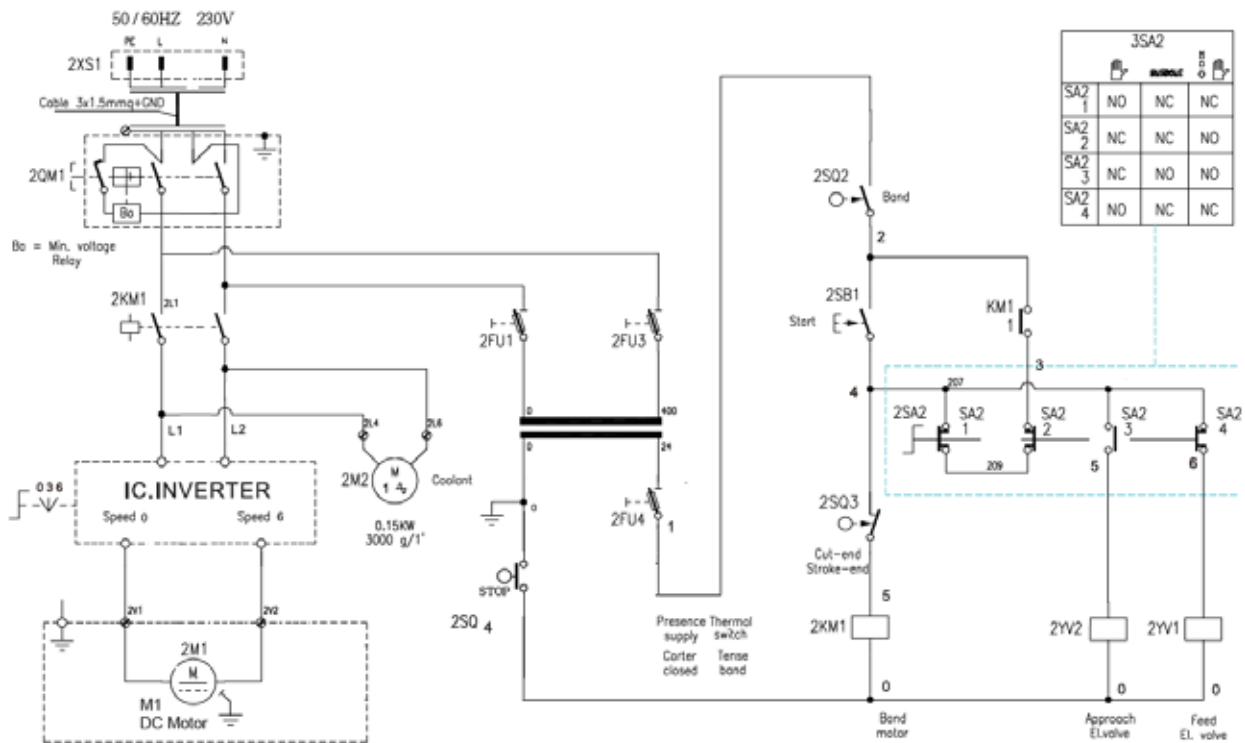 50 / 60HZ 230V
PE L N
2XS1
Cable 3x1.5mmq+GND
2QM1
Bo
Bo = Min. voltage
Relay
2KM1
2L1
L1 L2
2L4 2L6
IC.INVERTER
0 3 6
Speed 0 Speed 6
2M2
M
1
Coolant
0.15KW
3000 g/1'
2V1 2V2
2M1
M
M1
DC Motor
2FU1
2FU3
0 400
0 24
0
2FU4
1
STOP
2SQ 4
Presence Thermal
supply switch
Carter Tense
closed band
2SQ2
Band
2
2SB1
Start
KM1
1
3
4
207
2SA2
SA2
1
SA2
2
SA2
3
SA2
4
209
5
6
2SQ3
Cut-end
Stroke-end
5
2KM1
2YV2
2YV1
0 0 0
Band
motor
Approach
El.valve
Feed
El. valve
3SA2
SA2 1 NO NC NC
SA2 2 NC NC NO
SA2 3 NC NO NO
SA2 4 NO NC NC